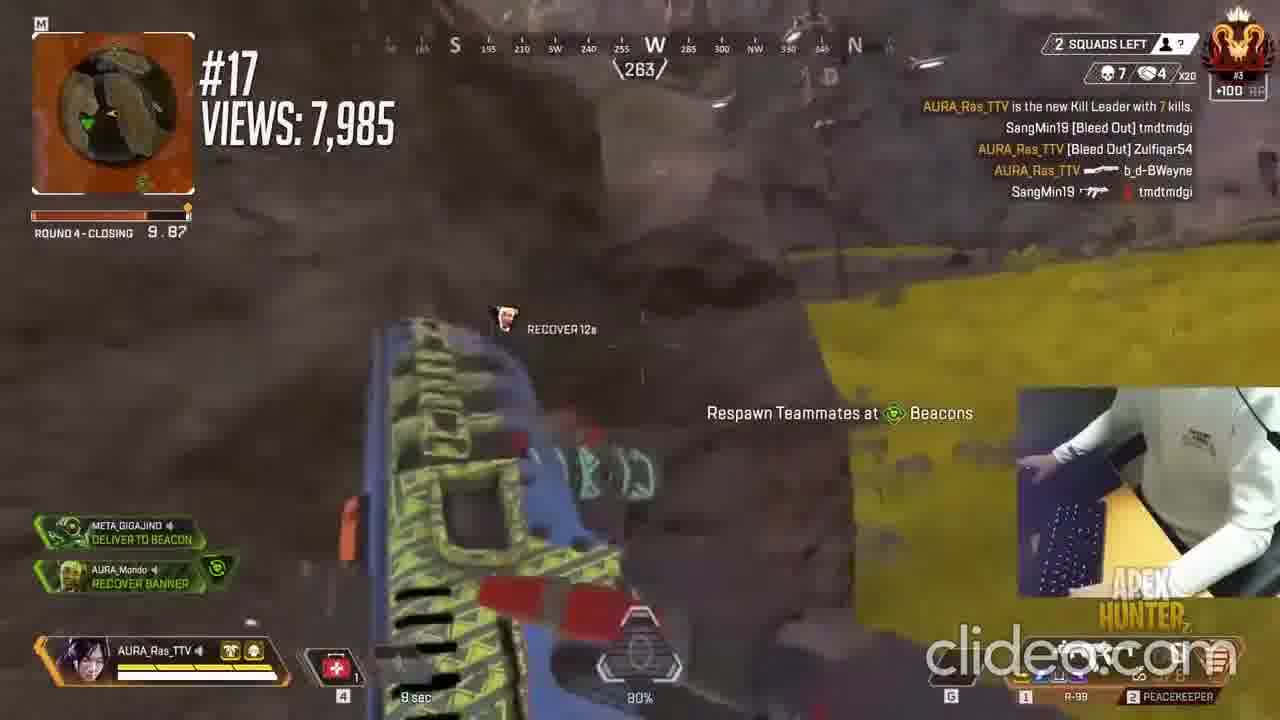 M
#17
VIEWS: 7,985
S 195 210 SW 240 255 W 285 300 NW 330 345 N
263
2 SQUADS LEFT ?
7 4 X20
#3
+100 RP
AURA_Ras_TTV is the new Kill Leader with 7 kills.
SangMin19 [Bleed Out] tmdtmdgi
AURA_Ras_TTV [Bleed Out] Zulfiqar54
AURA_Ras_TTV b_d-BWayne
SangMin19 tmdtmdgi
ROUND 4 - CLOSING 9.87
RECOVER 12s
Respawn Teammates at Beacons
META_GIGAJINO
DELIVER TO BEACON
AURA_Mondo
RECOVER BANNER
AURA_Ras_TTV
1
4
9 sec
80%
APEX
HUNTER
clideo.com
G
1 R-99 2 PEACEKEEPER